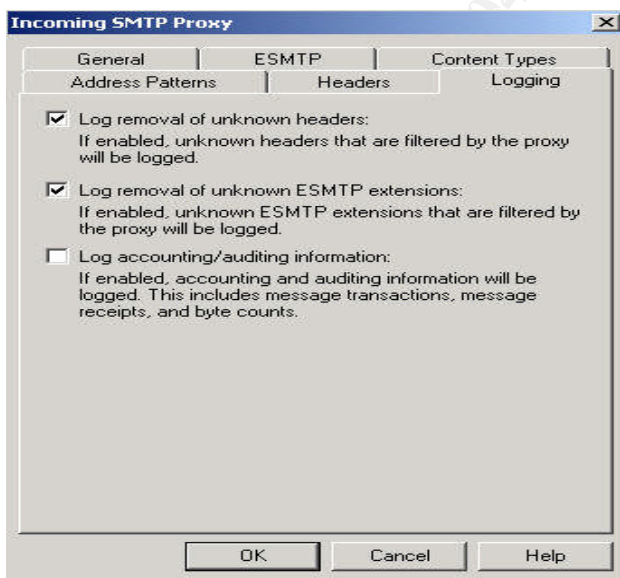 Incoming SMTP Proxy
General
ESMTP
Content Types
Address Patterns
Headers
Logging
Log removal of unknown headers:
If enabled, unknown headers that are filtered by the proxy
will be logged.
Log removal of unknown ESMTP extensions:
If enabled, unknown ESMTP extensions that are filtered by
the proxy will be logged.
Log accounting/auditing information:
If enabled, accounting and auditing information will be
logged. This includes message transactions, message
receipts, and byte counts.
OK
Cancel
Help